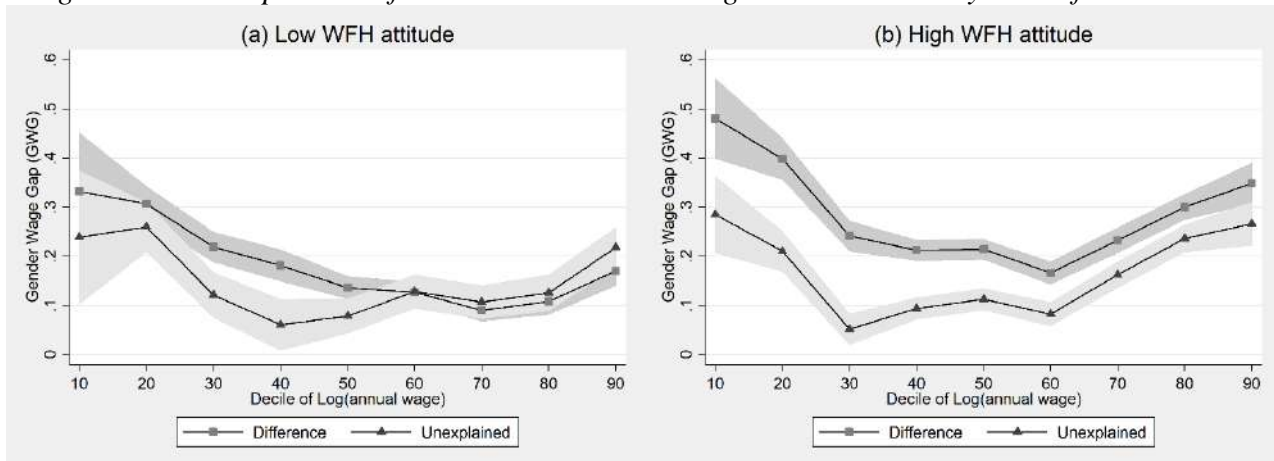 (a) Low WFH attitude
Gender Wage Gap (GWG)
.6
.5
.4
.3
.2
.1
0
10 20 30 40 50 60 70 80 90
Decile of Log(annual wage)
Difference Unexplained
(b) High WFH attitude
Gender Wage Gap (GWG)
.6
.5
.4
.3
.2
.1
0
10 20 30 40 50 60 70 80 90
Decile of Log(annual wage)
Difference Unexplained